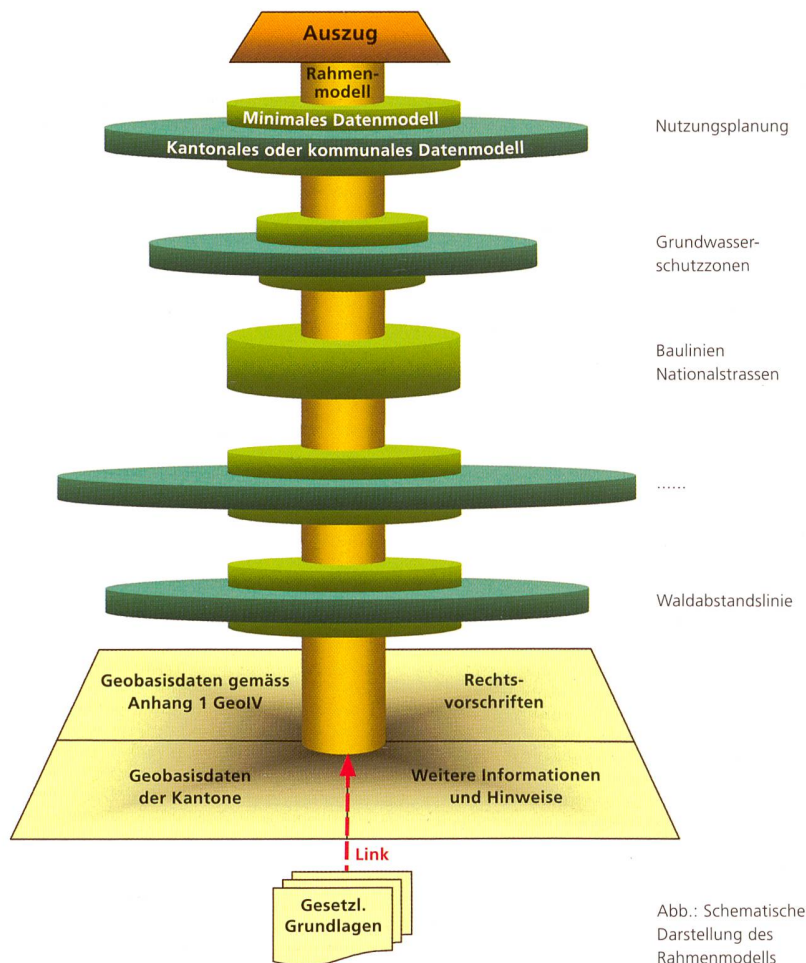 Auszug
Rahmen-
modell
Minimales Datenmodell
Kantonales oder kommunales Datenmodell
Nutzungsplanung
Grundwasser-
schutzzonen
Baulinien
Nationalstrassen
......
Waldabstandslinie
Geobasisdaten gemäss
Anhang 1 GeoIV
Rechts-
vorschriften
Geobasisdaten
der Kantone
Weitere Informationen
und Hinweise
Link
Gesetzl.
Grundlagen
Abb.: Schematische
Darstellung des
Rahmenmodells